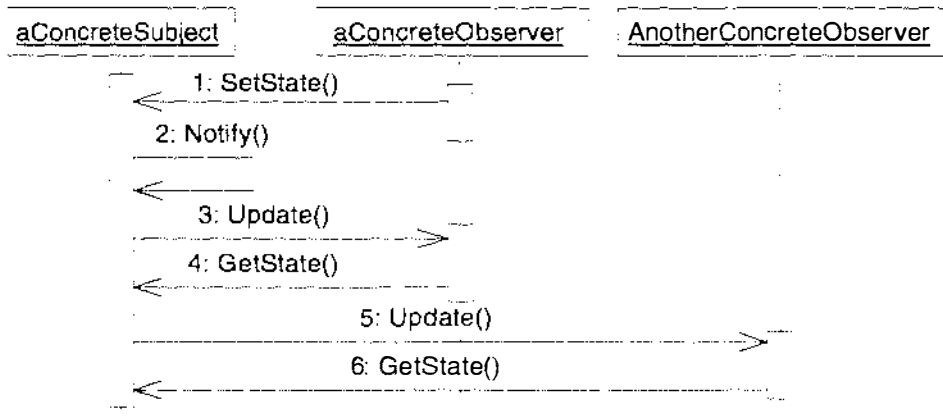 aConcreteSubject
aConcreteObserver
AnotherConcreteObserver
1: SetState()
2: Notify()
3: Update()
4: GetState()
5: Update()
6: GetState()